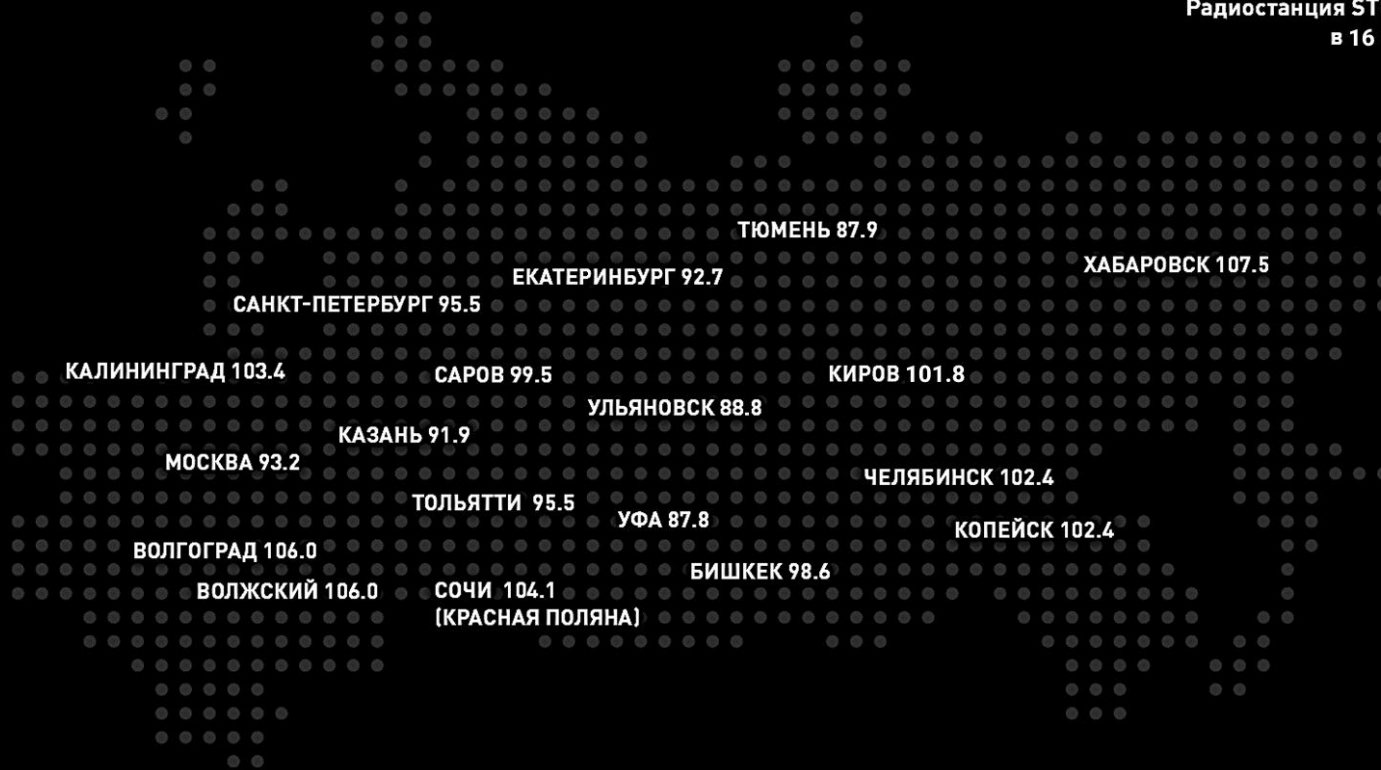 Радиостанция ST
в 16
ТЮМЕНЬ 87.9
ХАБАРОВСК 107.5
ЕКАТЕРИНБУРГ 92.7
САНКТ-ПЕТЕРБУРГ 95.5
КАЛИНИНГРАД 103.4
САРОВ 99.5
КИРОВ 101.8
УЛЬЯНОВСК 88.8
КАЗАНЬ 91.9
МОСКВА 93.2
ЧЕЛЯБИНСК 102.4
ТОЛЬЯТТИ 95.5
УФА 87.8
КОПЕЙСК 102.4
ВОЛГОГРАД 106.0
БИШКЕК 98.6
ВОЛЖСКИЙ 106.0
СОЧИ 104.1
(КРАСНАЯ ПОЛЯНА)